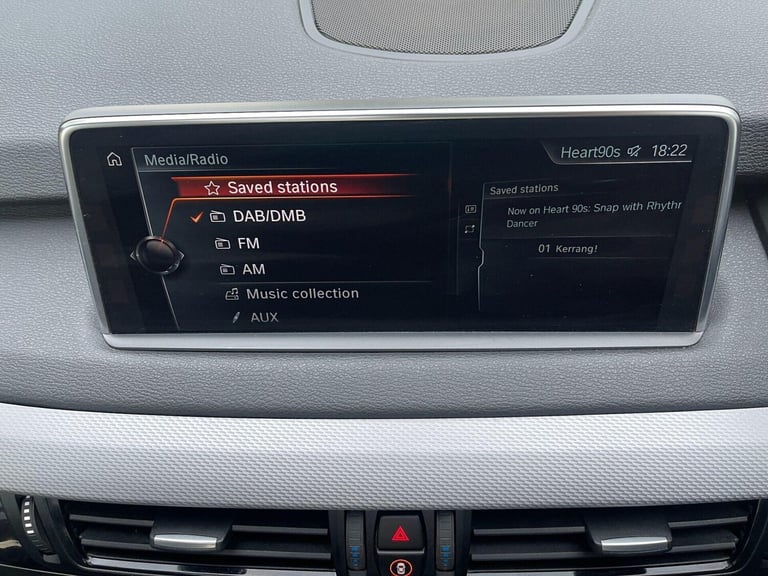 Media/Radio
Heart90s 18:22
Saved stations
DAB/DMB
FM
AM
Music collection
AUX
Saved stations
Now on Heart 90s: Snap with Rhythr
Dancer
01 Kerrang!